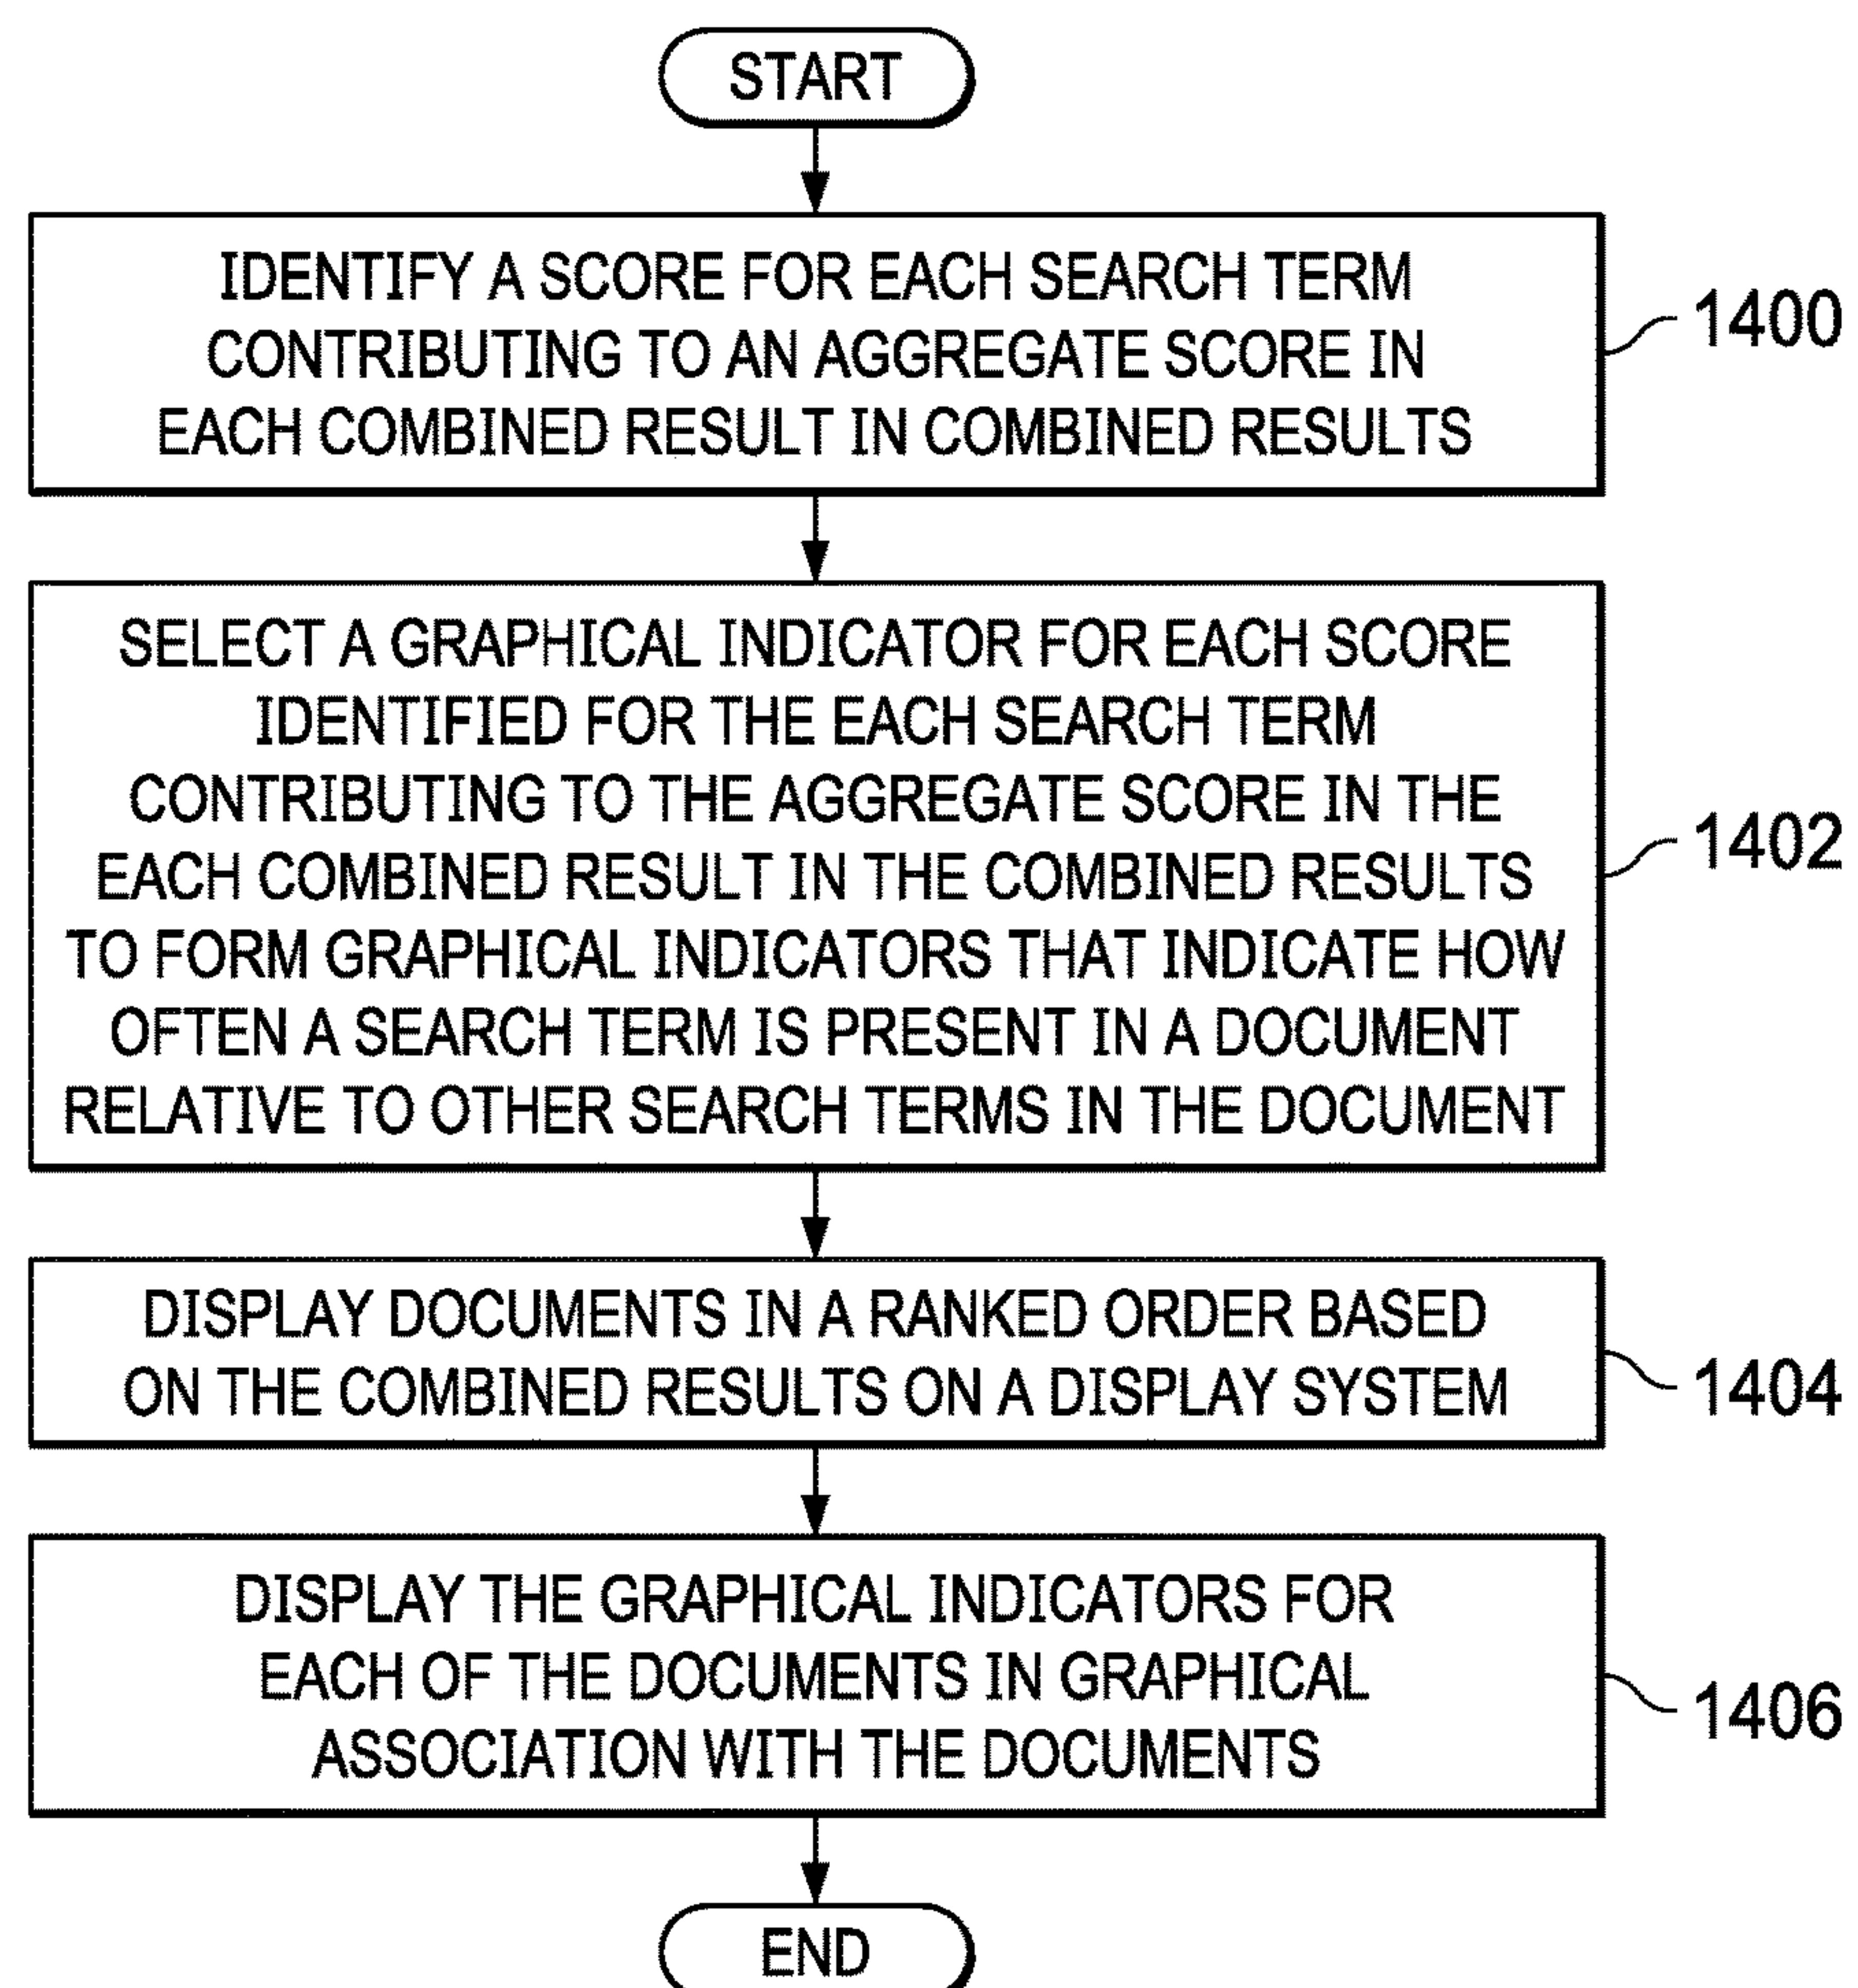 START
IDENTIFY A SCORE FOR EACH SEARCH TERM
CONTRIBUTING TO AN AGGREGATE SCORE IN
EACH COMBINED RESULT IN COMBINED RESULTS
1400
SELECT A GRAPHICAL INDICATOR FOR EACH SCORE
IDENTIFIED FOR THE EACH SEARCH TERM
CONTRIBUTING TO THE AGGREGATE SCORE IN THE
EACH COMBINED RESULT IN THE COMBINED RESULTS
TO FORM GRAPHICAL INDICATORS THAT INDICATE HOW
OFTEN A SEARCH TERM IS PRESENT IN A DOCUMENT
RELATIVE TO OTHER SEARCH TERMS IN THE DOCUMENT
1402
DISPLAY DOCUMENTS IN A RANKED ORDER BASED
ON THE COMBINED RESULTS ON A DISPLAY SYSTEM
1404
DISPLAY THE GRAPHICAL INDICATORS FOR
EACH OF THE DOCUMENTS IN GRAPHICAL
ASSOCIATION WITH THE DOCUMENTS
1406
END